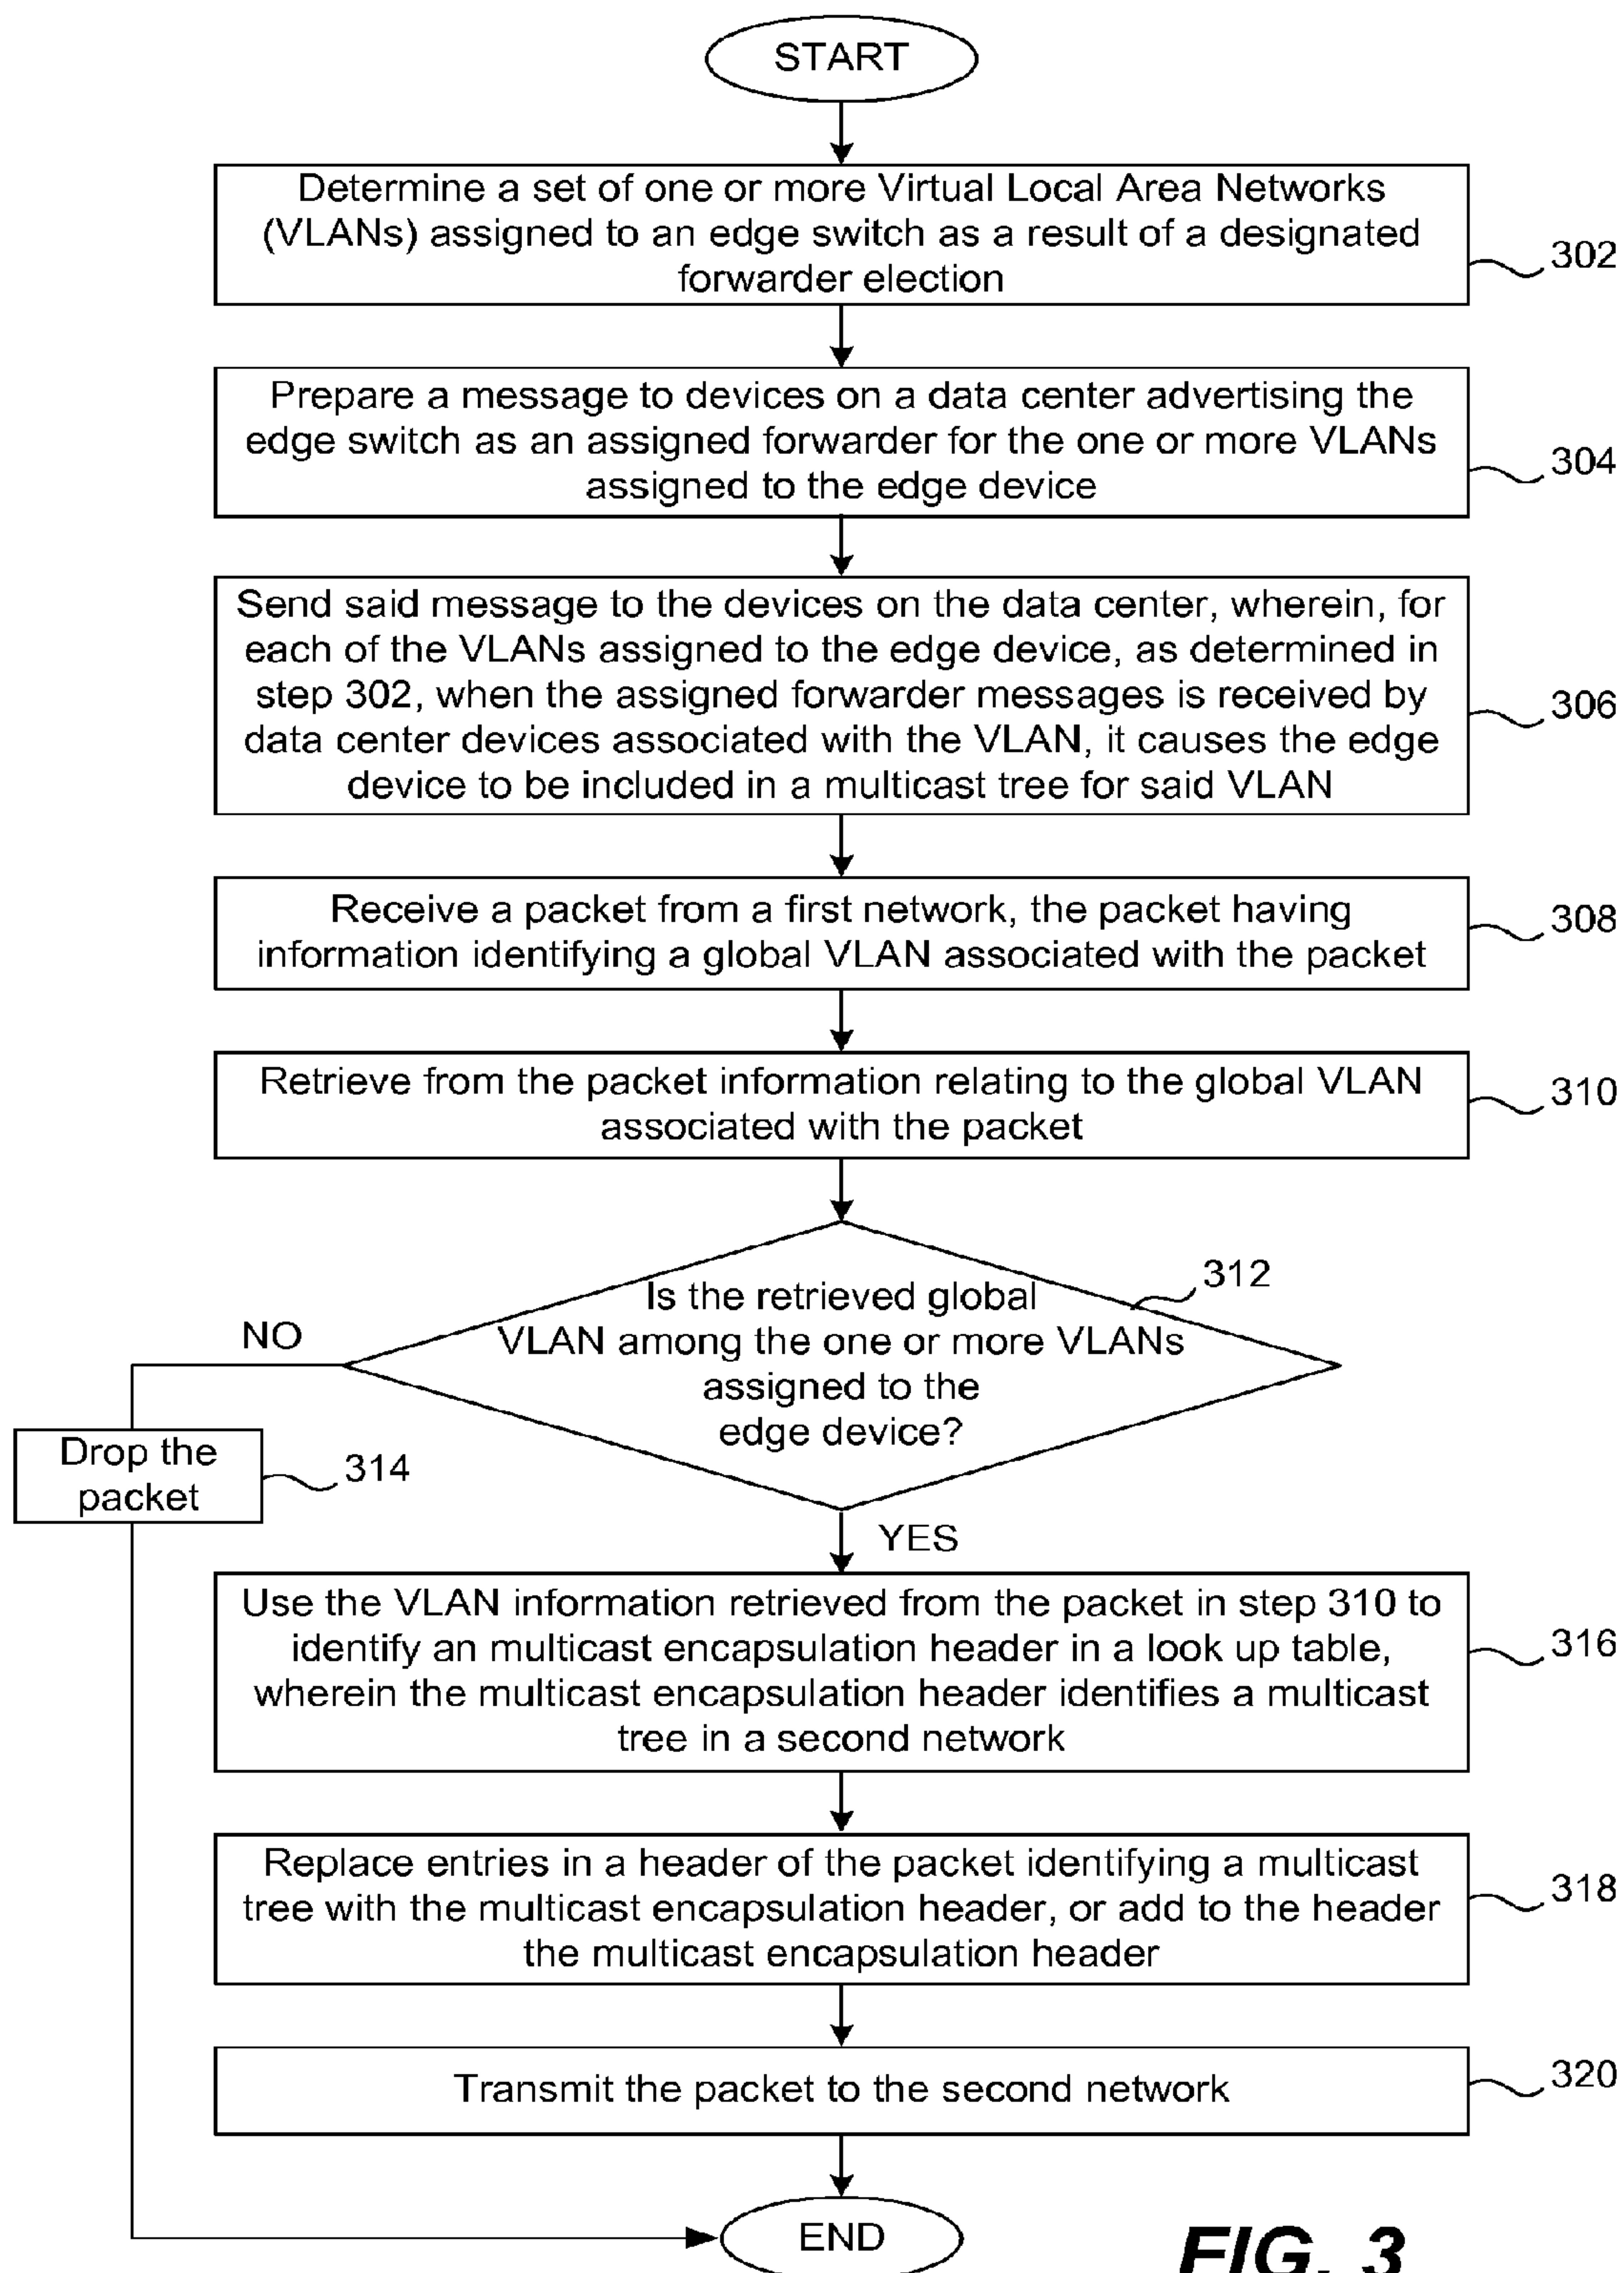 START
Determine a set of one or more Virtual Local Area Networks
(VLANs) assigned to an edge switch as a result of a designated
forwarder election
302
Prepare a message to devices on a data center advertising the
edge switch as an assigned forwarder for the one or more VLANs
assigned to the edge device
304
Send said message to the devices on the data center, wherein, for
each of the VLANs assigned to the edge device, as determined in
step 302, when the assigned forwarder messages is received by
data center devices associated with the VLAN, it causes the edge
device to be included in a multicast tree for said VLAN
306
Receive a packet from a first network, the packet having
information identifying a global VLAN associated with the packet
308
Retrieve from the packet information relating to the global VLAN
associated with the packet
310
312
Is the retrieved global
VLAN among the one or more VLANs
assigned to the
edge device?
NO
Drop the
packet
314
YES
Use the VLAN information retrieved from the packet in step 310 to
identify an multicast encapsulation header in a look up table,
wherein the multicast encapsulation header identifies a multicast
tree in a second network
316
Replace entries in a header of the packet identifying a multicast
tree with the multicast encapsulation header, or add to the header
the multicast encapsulation header
318
Transmit the packet to the second network
320
END
FIG. 3